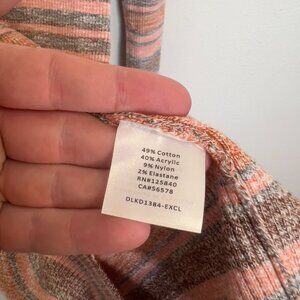 49% Cotton
40% Acrylic
9% Nylon
2% Elastane
RN#125840
CA#56578
DLKD1384-EXCL